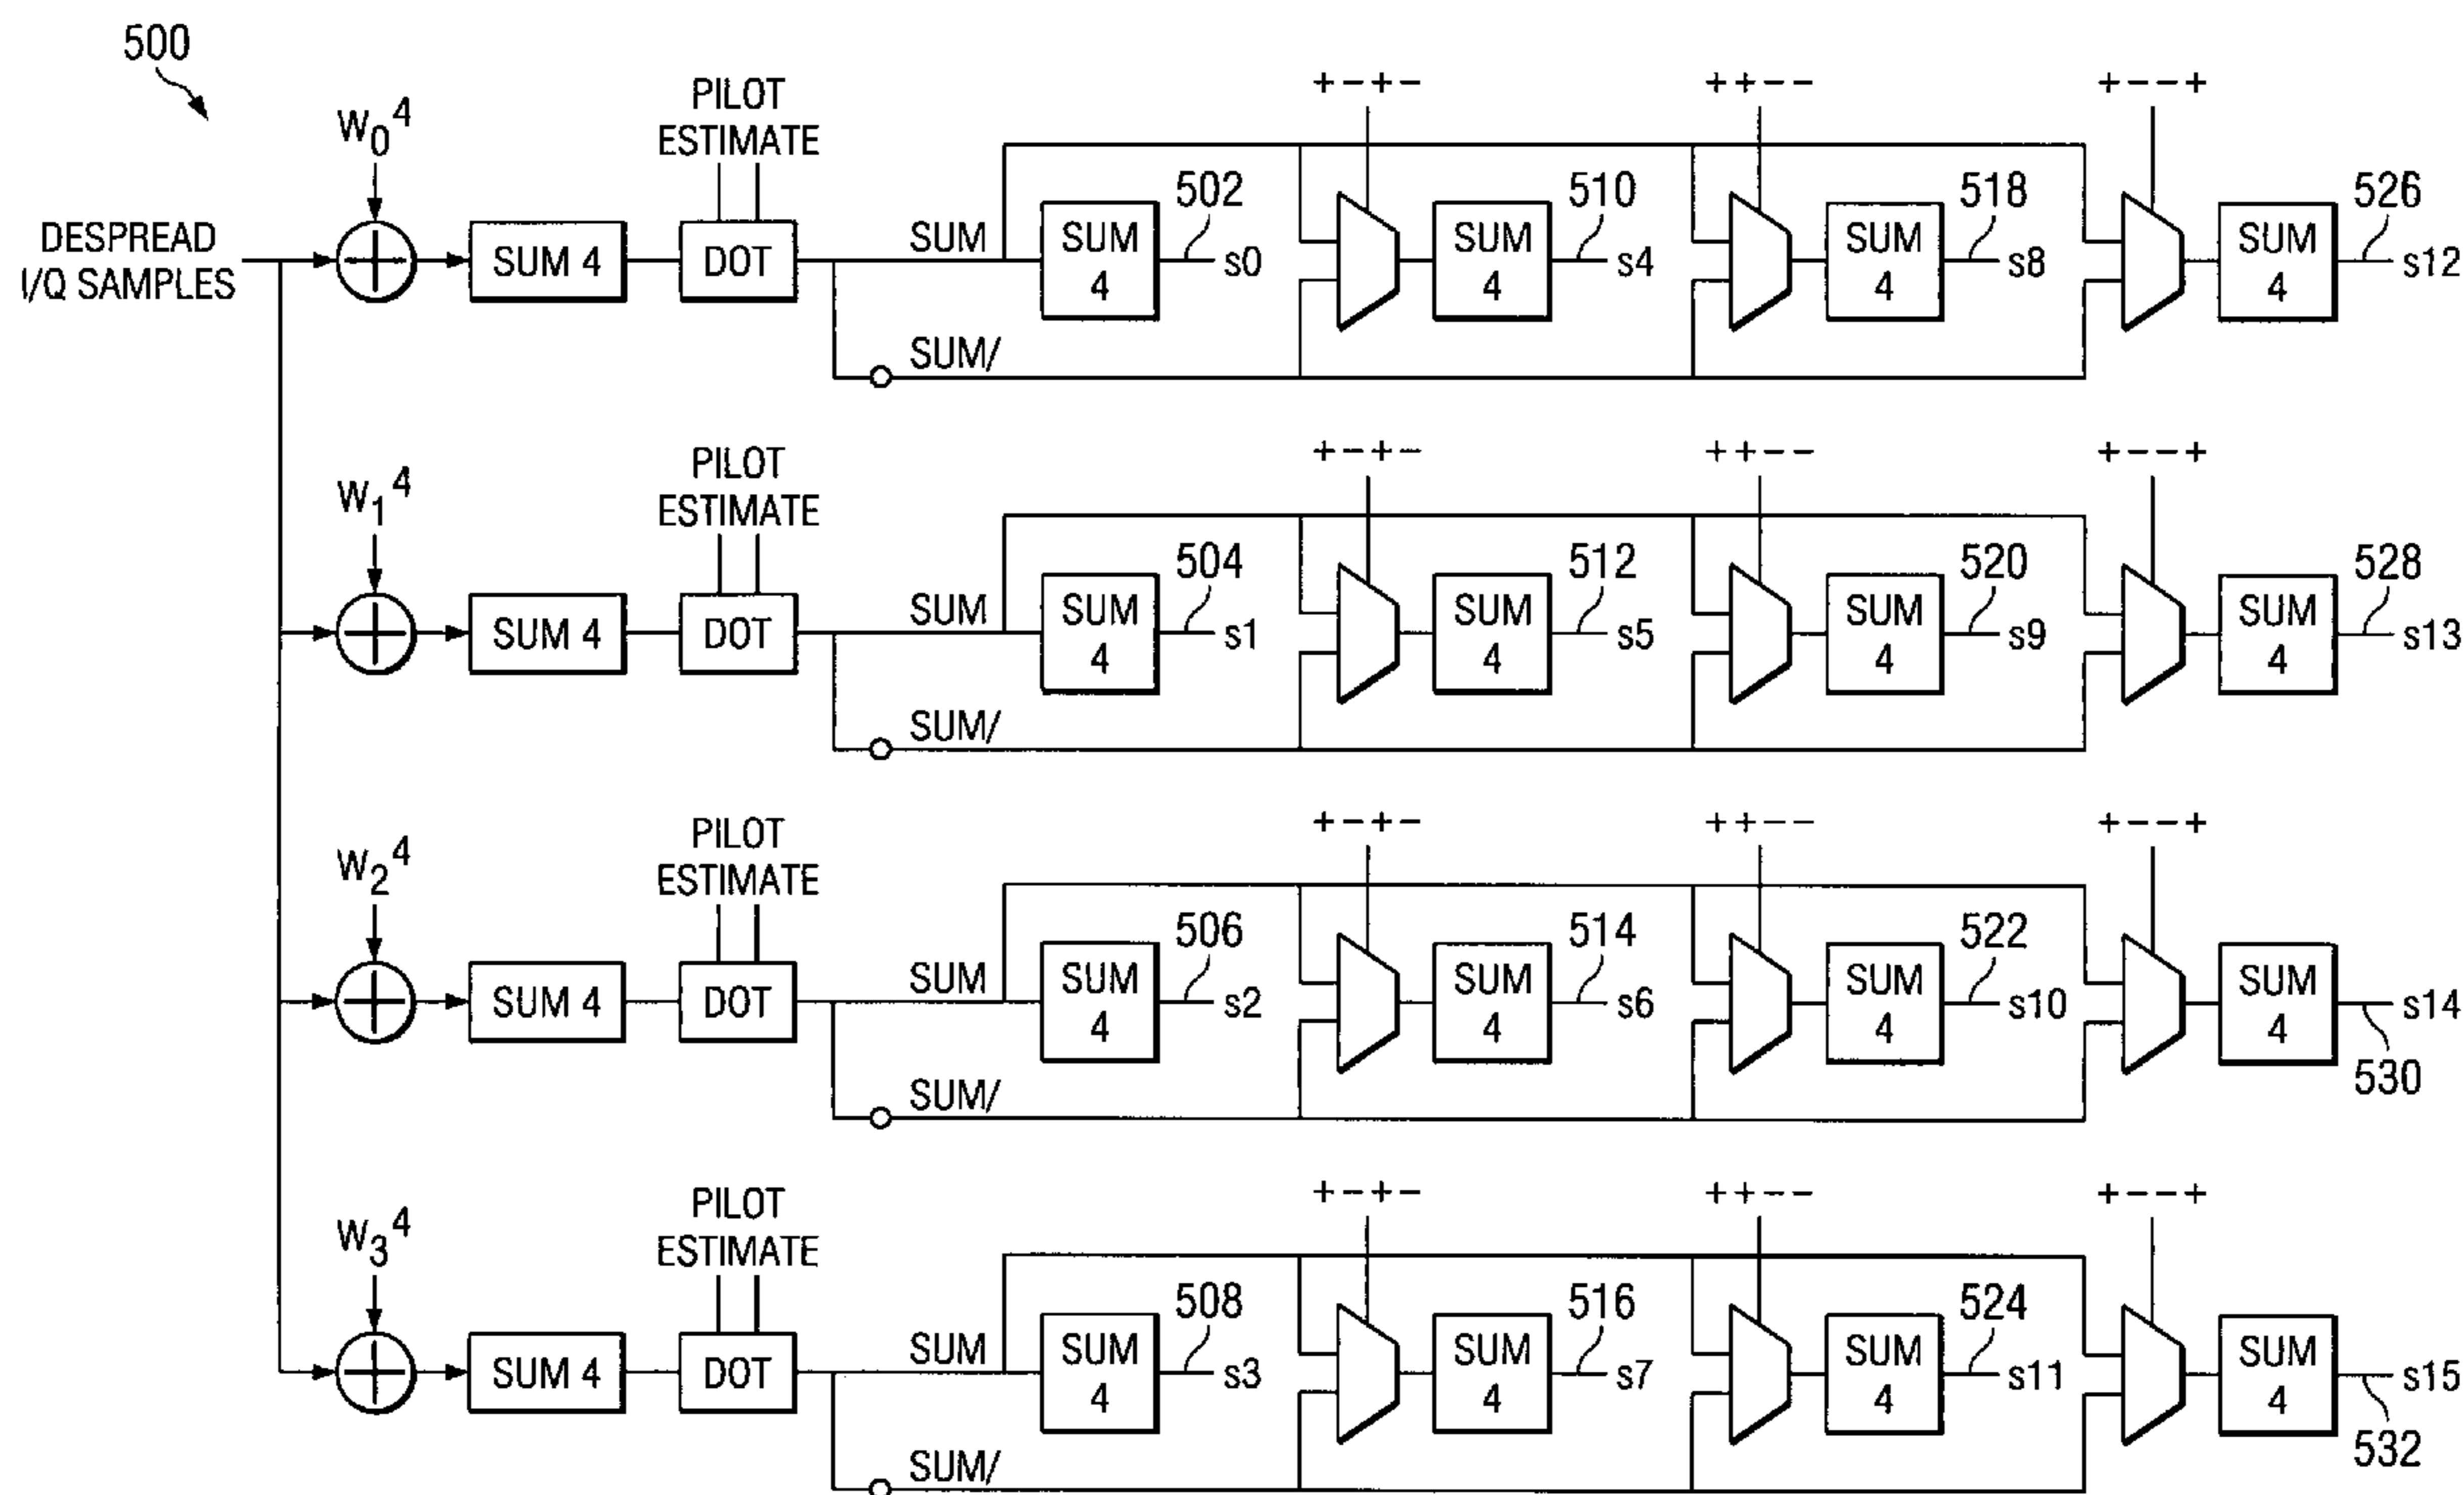 500
W0 4
PILOT
ESTIMATE
+-+-
++--
+--+
DESPREAD
I/Q SAMPLES
SUM 4
DOT
SUM
SUM
4
502
s0
SUM
4
510
s4
SUM
4
518
s8
SUM
4
526
s12
SUM/
W1 4
PILOT
ESTIMATE
+-+-
++--
+--+
SUM 4
DOT
SUM
SUM
4
504
s1
SUM
4
512
s5
SUM
4
520
s9
SUM
4
528
s13
SUM/
W2 4
PILOT
ESTIMATE
+-+-
++--
+--+
SUM 4
DOT
SUM
SUM
4
506
s2
SUM
4
514
s6
SUM
4
522
s10
SUM
4
s14
530
SUM/
W3 4
PILOT
ESTIMATE
+-+-
++--
+--+
SUM 4
DOT
SUM
SUM
4
508
s3
SUM
4
516
s7
SUM
4
524
s11
SUM
4
s15
532
SUM/